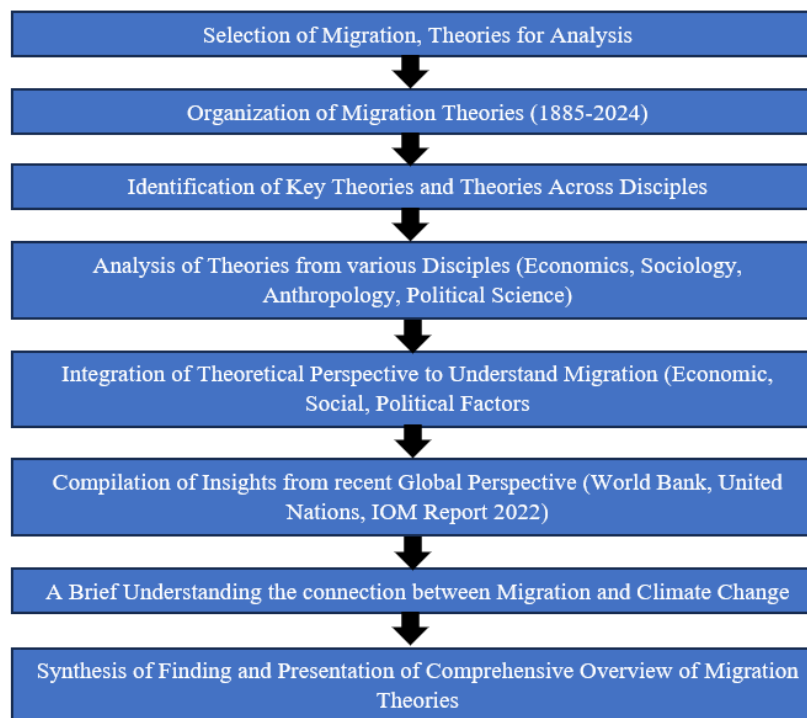 Selection of Migration, Theories for Analysis
Organization of Migration Theories (1885-2024)
Identification of Key Theories and Theories Across Disciples
Analysis of Theories from various Disciples (Economics, Sociology,
Anthropology, Political Science)
Integration of Theoretical Perspective to Understand Migration (Economic,
Social, Political Factors
Compilation of Insights from recent Global Perspective (World Bank, United
Nations, IOM Report 2022)
A Brief Understanding the connection between Migration and Climate Change
Synthesis of Finding and Presentation of Comprehensive Overview of Migration
Theories